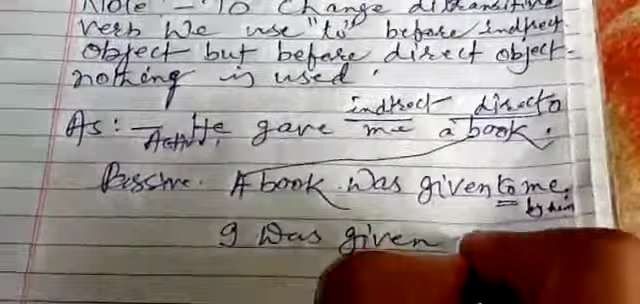 Note - To change ditransitive
verb we use "to" before indirect
object but before direct object
nothing is used.
indirect direct o
As: - He gave me a book.
Active
Passive. A book was given to me.
by him
I was given